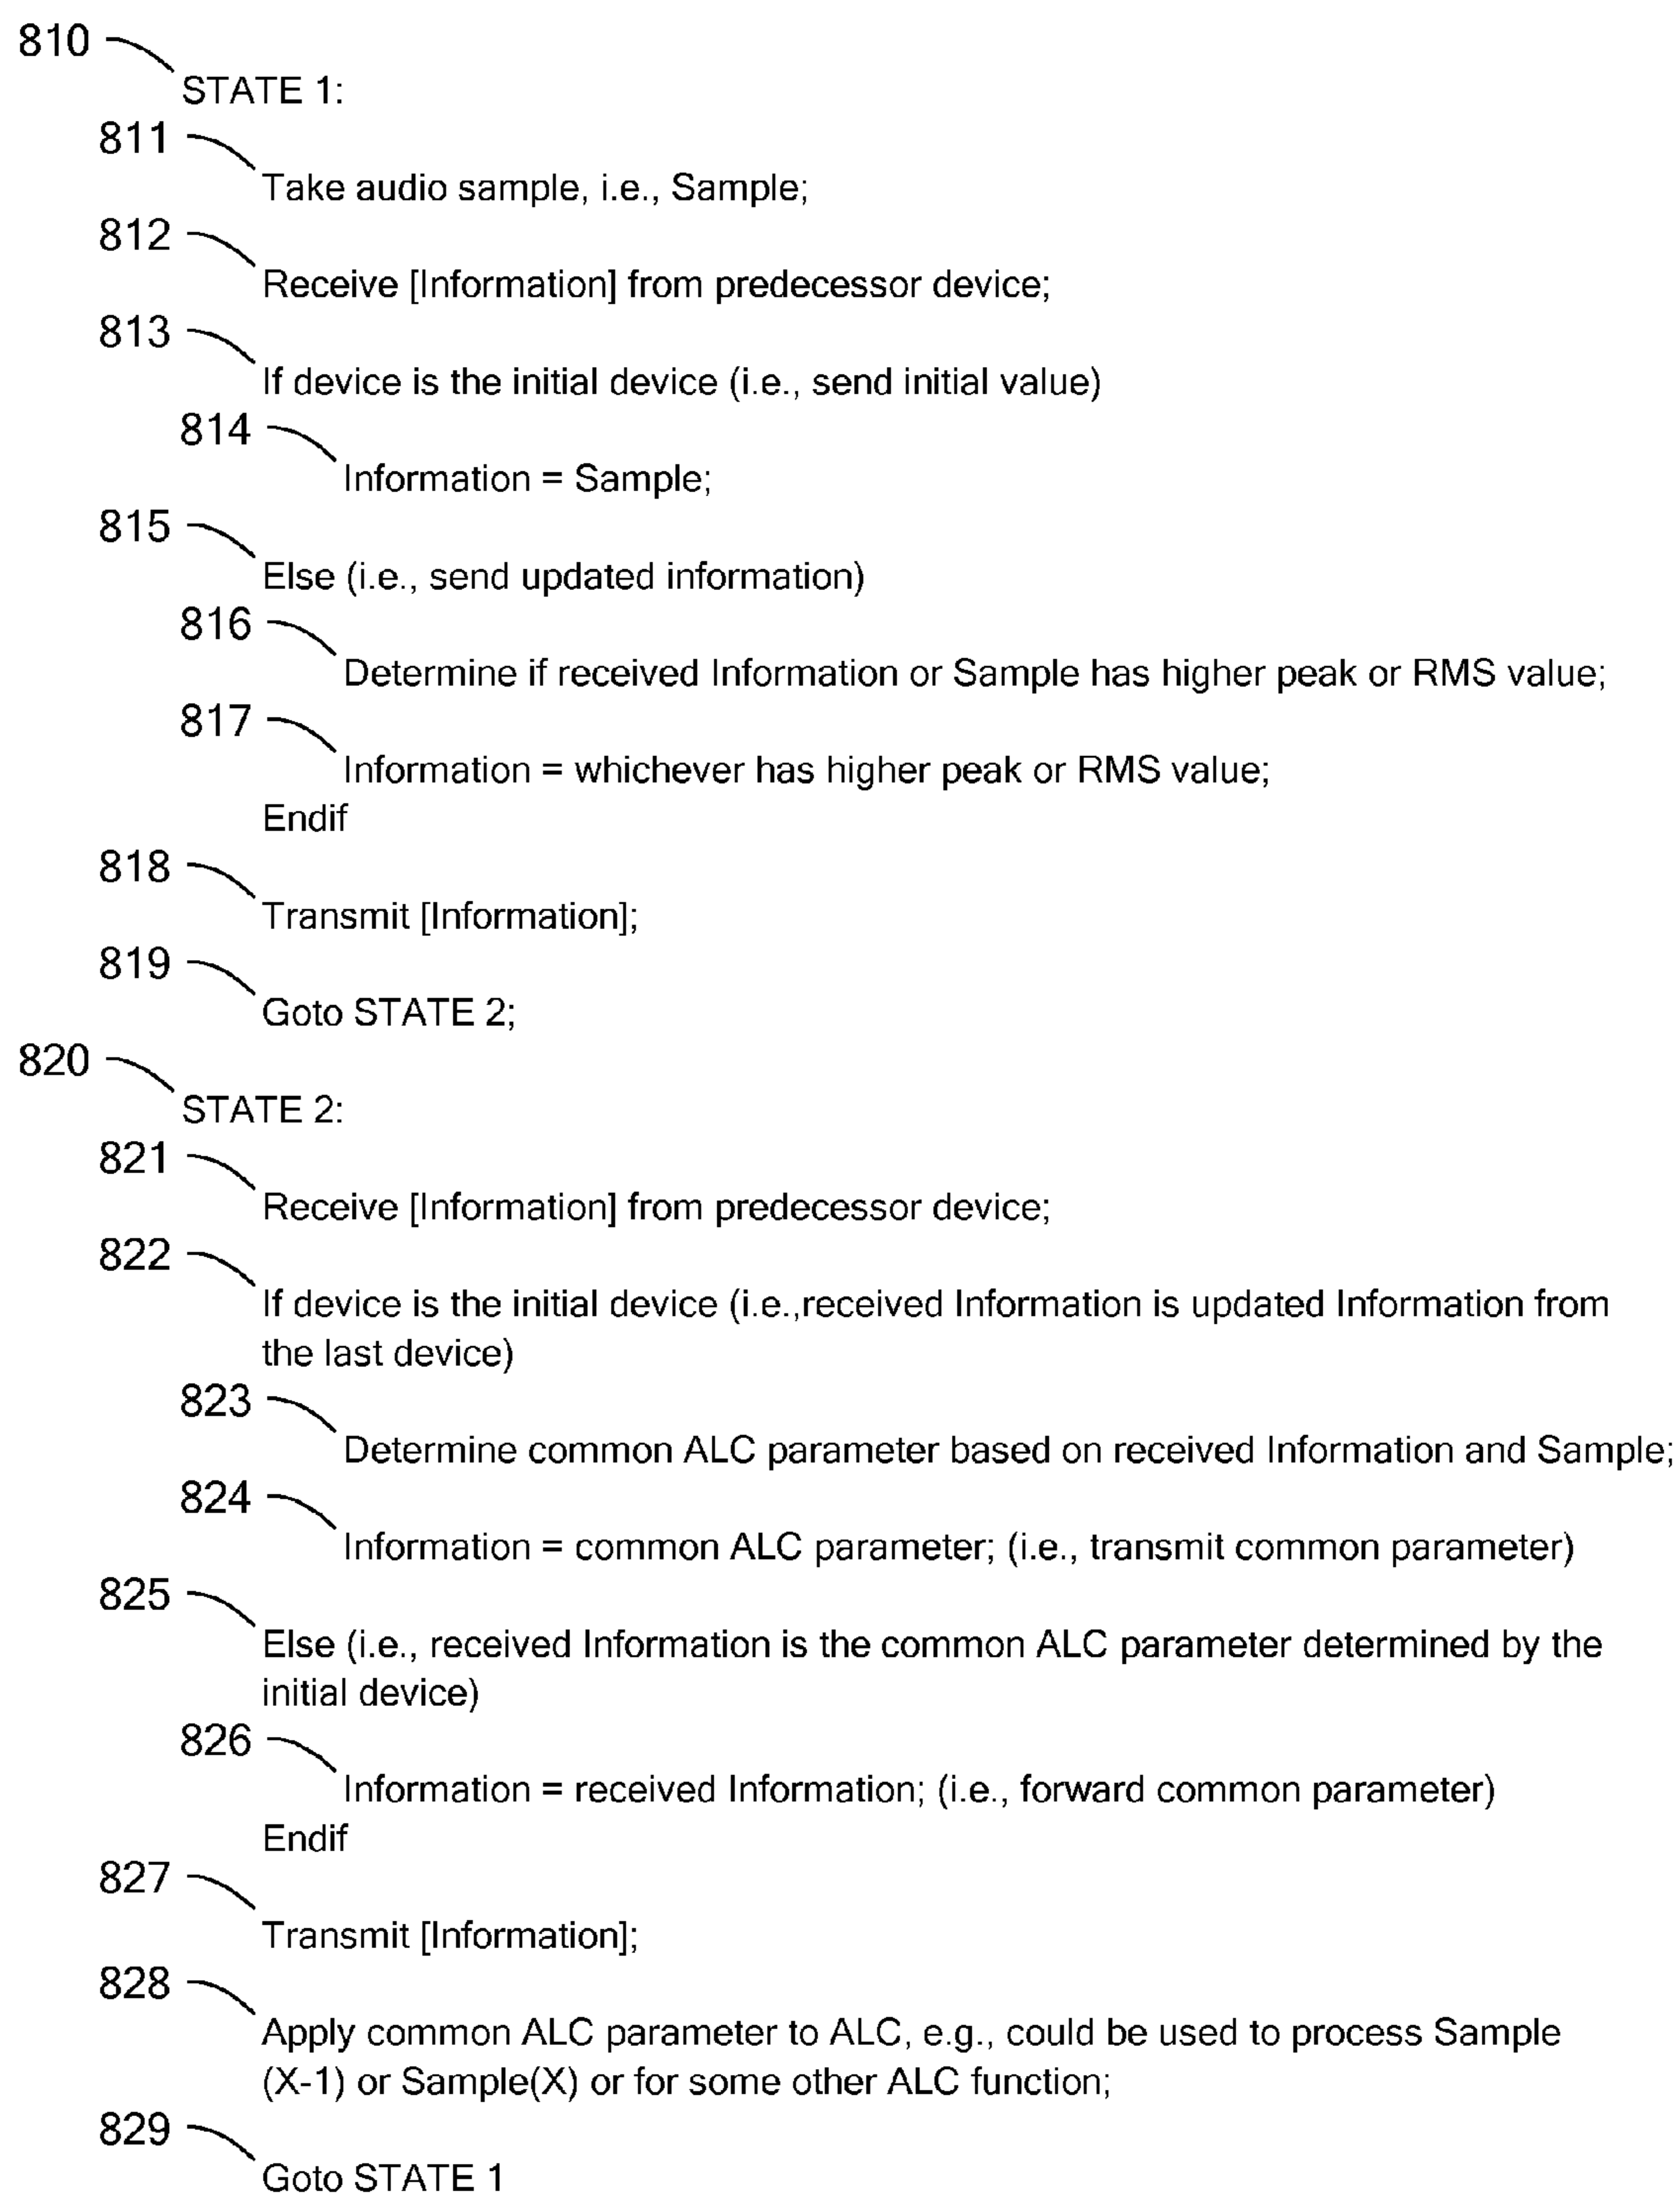 810
STATE 1:
811
Take audio sample, i.e., Sample;
812
Receive [Information] from predecessor device;
813
If device is the initial device (i.e., send initial value)
814
Information = Sample;
815
Else (i.e., send updated information)
816
Determine if received Information or Sample has higher peak or RMS value;
817
Information = whichever has higher peak or RMS value;
Endif
818
Transmit [Information];
819
Goto STATE 2;
820
STATE 2:
821
Receive [Information] from predecessor device;
822
If device is the initial device (i.e.,received Information is updated Information from
the last device)
823
Determine common ALC parameter based on received Information and Sample;
824
Information = common ALC parameter; (i.e., transmit common parameter)
825
Else (i.e., received Information is the common ALC parameter determined by the
initial device)
826
Information = received Information; (i.e., forward common parameter)
Endif
827
Transmit [Information];
828
Apply common ALC parameter to ALC, e.g., could be used to process Sample
(X-1) or Sample(X) or for some other ALC function;
829
Goto STATE 1